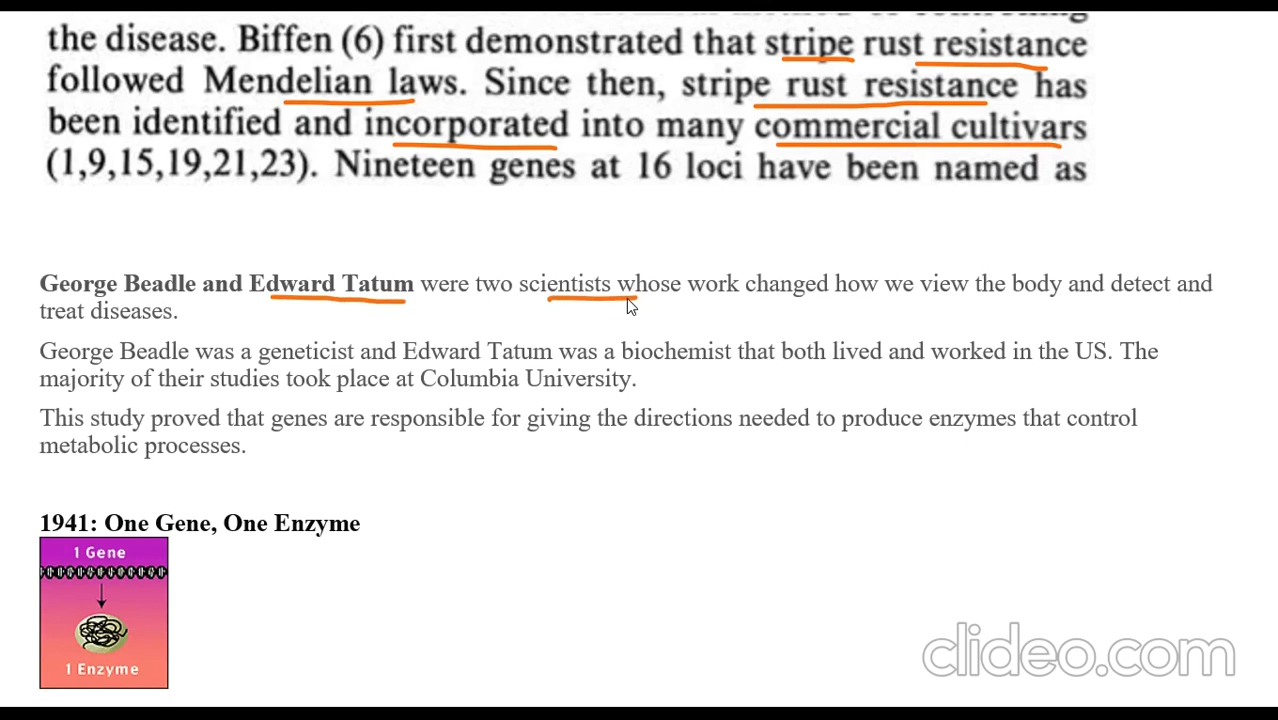 the disease. Biffen (6) first demonstrated that stripe rust resistance
followed Mendelian laws. Since then, stripe rust resistance has
been identified and incorporated into many commercial cultivars
(1,9,15,19,21,23). Nineteen genes at 16 loci have been named as
George Beadle and Edward Tatum were two scientists whose work changed how we view the body and detect and
treat diseases.
George Beadle was a geneticist and Edward Tatum was a biochemist that both lived and worked in the US. The
majority of their studies took place at Columbia University.
This study proved that genes are responsible for giving the directions needed to produce enzymes that control
metabolic processes.
1941: One Gene, One Enzyme
1 Gene
1 Enzyme
clideo.com